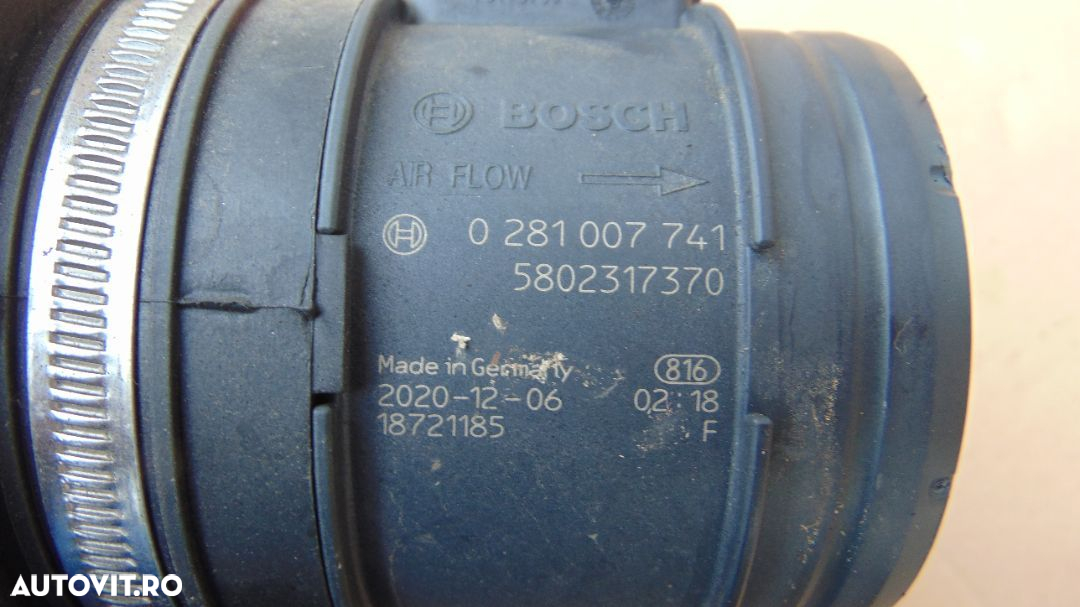 BOSCH
AIR FLOW
0 281 007 741
5802317370
Made in Germany 816
2020-12-06 02:18
18721185 F
AUTOVIT.RO